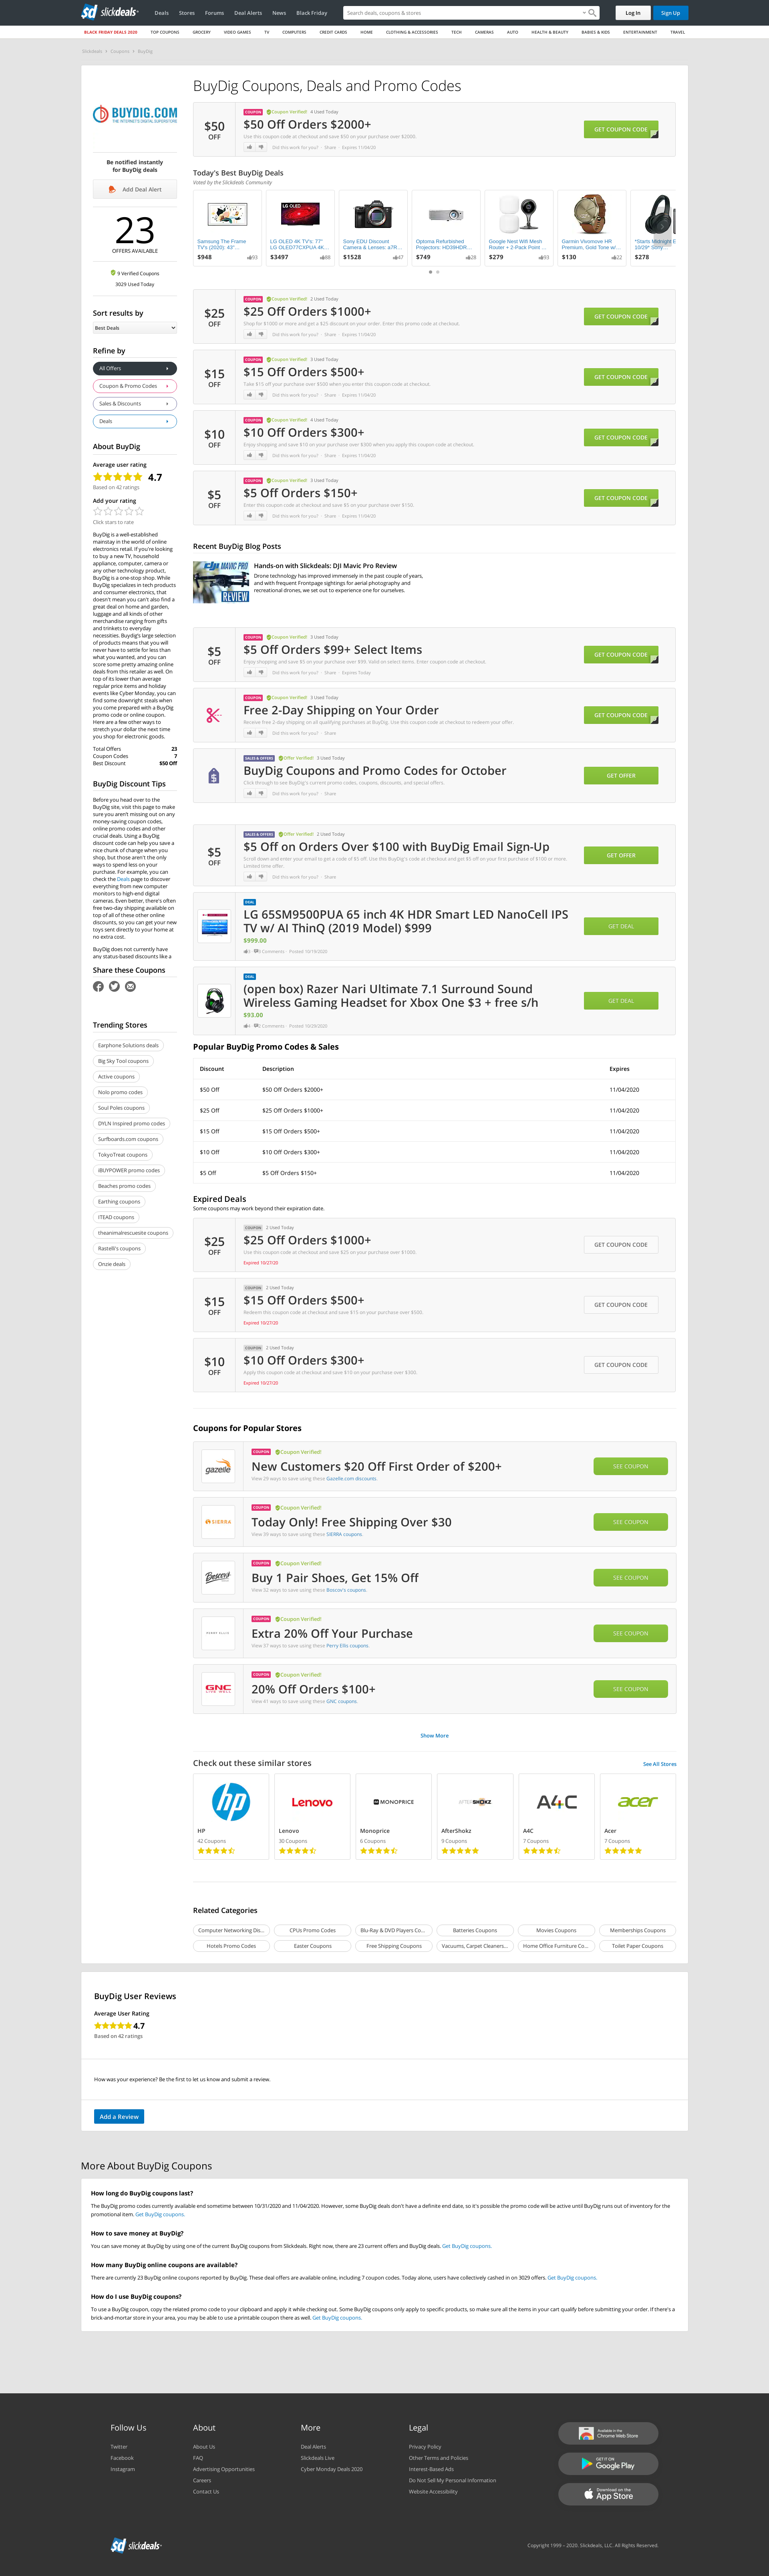 sd slickdeals
Deals Stores Forums Deal Alerts News Black Friday
Search deals, coupons & stores
Log In Sign Up
BLACK FRIDAY DEALS 2020 TOP COUPONS GROCERY VIDEO GAMES TV COMPUTERS CREDIT CARDS HOME CLOTHING & ACCESSORIES TECH CAMERAS AUTO HEALTH & BEAUTY BABIES & KIDS ENTERTAINMENT TRAVEL
Slickdeals > Coupons > BuyDig
BUYDIG.COM
THE INTERNET'S DIGITAL SUPERSTORE
Be notified instantly
for BuyDig deals
Add Deal Alert
23
OFFERS AVAILABLE
9 Verified Coupons
3029 Used Today
Sort results by
Best Deals
Refine by
All Offers
Coupon & Promo Codes
Sales & Discounts
Deals
About BuyDig
Average user rating
4.7
Based on 42 ratings
Add your rating
Click stars to rate
BuyDig is a well-established
mainstay in the world of online
electronics retail. If you're looking
to buy a new TV, household
appliance, computer, camera or
any other technology product,
BuyDig is a one-stop shop. While
BuyDig specializes in tech products
and consumer electronics, that
doesn't mean you can't also find a
great deal on home and garden,
luggage and all kinds of other
merchandise ranging from gifts
and trinkets to everyday
necessities. Buydig's large selection
of products means that you will
never have to settle for less than
what you wanted, and you can
score some pretty amazing online
deals from this retailer as well. On
top of its lower than average
regular price items and holiday
events like Cyber Monday, you can
find some downright steals when
you come prepared with a BuyDig
promo code or online coupon.
Here are a few other ways to
stretch your dollar the next time
you shop for electronic goods.
Total Offers 23
Coupon Codes 7
Best Discount $50 Off
BuyDig Discount Tips
Before you head over to the
BuyDig site, visit this page to make
sure you aren't missing out on any
money-saving coupon codes,
online promo codes and other
crucial deals. Using a BuyDig
discount code can help you save a
nice chunk of change when you
shop, but those aren't the only
ways to spend less on your
purchase. For example, you can
check the Deals page to discover
everything from new computer
monitors to high-end digital
cameras. Even better, there's often
free two-day shipping available on
top of all of these other online
discounts, so you can get your new
toys sent directly to your home at
no extra cost.
BuyDig does not currently have
any status-based discounts like a
Share these Coupons
Trending Stores
Earphone Solutions deals
Big Sky Tool coupons
Active coupons
Nolo promo codes
Soul Poles coupons
DYLN Inspired promo codes
Surfboards.com coupons
TokyoTreat coupons
IBUYPOWER promo codes
Beaches promo codes
Earthing coupons
ITEAD coupons
theanimalrescuesite coupons
Rastelli's coupons
Onzie deals
BuyDig Coupons, Deals and Promo Codes
$50
OFF
COUPON Coupon Verified! 4 Used Today
$50 Off Orders $2000+
Use this coupon code at checkout and save $50 on your purchase over $2000.
Did this work for you? · Share · Expires 11/04/20
GET COUPON CODE
Today's Best BuyDig Deals
Voted by the Slickdeals Community
Samsung The Frame
TV's (2020): 43"...
$948 93
LG OLED 4K TV's: 77"
LG OLED77CXPUA 4K...
$3497 88
Sony EDU Discount
Camera & Lenses: a7R...
$1528 47
Optoma Refurbished
Projectors: HD39HDR...
$749 28
Google Nest Wifi Mesh
Router + 2-Pack Point ...
$279 93
Garmin Vivomove HR
Premium, Gold Tone w/...
$130 22
*Starts Midnight E
10/29* Sony...
$278
$25
OFF
COUPON Coupon Verified! 2 Used Today
$25 Off Orders $1000+
Shop for $1000 or more and get a $25 discount on your order. Enter this promo code at checkout.
Did this work for you? · Share · Expires 11/04/20
GET COUPON CODE
$15
OFF
COUPON Coupon Verified! 3 Used Today
$15 Off Orders $500+
Take $15 off your purchase over $500 when you enter this coupon code at checkout.
Did this work for you? · Share · Expires 11/04/20
GET COUPON CODE
$10
OFF
COUPON Coupon Verified! 4 Used Today
$10 Off Orders $300+
Enjoy shopping and save $10 on your purchase over $300 when you apply this coupon code at checkout.
Did this work for you? · Share · Expires 11/04/20
GET COUPON CODE
$5
OFF
COUPON Coupon Verified! 3 Used Today
$5 Off Orders $150+
Enter this coupon code at checkout and save $5 on your purchase over $150.
Did this work for you? · Share · Expires 11/04/20
GET COUPON CODE
Recent BuyDig Blog Posts
DJI MAVIC PRO
REVIEW
Hands-on with Slickdeals: DJI Mavic Pro Review
Drone technology has improved immensely in the past couple of years,
and with frequent Frontpage sightings for aerial photography and
recreational drones, we set out to experience one for ourselves.
$5
OFF
COUPON Coupon Verified! 3 Used Today
$5 Off Orders $99+ Select Items
Enjoy shopping and save $5 on your purchase over $99. Valid on select items. Enter coupon code at checkout.
Did this work for you? · Share · Expires Today
GET COUPON CODE
COUPON Coupon Verified! 3 Used Today
Free 2-Day Shipping on Your Order
Receive free 2-day shipping on all qualifying purchases at BuyDig. Use this coupon code at checkout to redeem your offer.
Did this work for you? · Share
GET COUPON CODE
SALES & OFFERS Offer Verified! 3 Used Today
BuyDig Coupons and Promo Codes for October
Click through to see BuyDig's current promo codes, coupons, discounts, and special offers.
Did this work for you? · Share
GET OFFER
$5
OFF
SALES & OFFERS Offer Verified! 2 Used Today
$5 Off on Orders Over $100 with BuyDig Email Sign-Up
Scroll down and enter your email to get a code of $5 off. Use this BuyDig's code at checkout and get $5 off on your first purchase of $100 or more.
Limited time offer.
Did this work for you? · Share
GET OFFER
DEAL
LG 65SM9500PUA 65 inch 4K HDR Smart LED NanoCell IPS
TV w/ AI ThinQ (2019 Model) $999
$999.00
Comments · Posted 10/19/2020
GET DEAL
DEAL
(open box) Razer Nari Ultimate 7.1 Surround Sound
Wireless Gaming Headset for Xbox One $3 + free s/h
$93.00
Comments · Posted 10/29/2020
GET DEAL
Popular BuyDig Promo Codes & Sales
Discount Description Expires
$50 Off $50 Off Orders $2000+ 11/04/2020
$25 Off $25 Off Orders $1000+ 11/04/2020
$15 Off $15 Off Orders $500+ 11/04/2020
$10 Off $10 Off Orders $300+ 11/04/2020
$5 Off $5 Off Orders $150+ 11/04/2020
Expired Deals
Some coupons may work beyond their expiration date.
$25
OFF
COUPON 2 Used Today
$25 Off Orders $1000+
Use this coupon code at checkout and save $25 on your purchase over $1000.
Expired 10/27/20
GET COUPON CODE
$15
OFF
COUPON 2 Used Today
$15 Off Orders $500+
Redeem this coupon code at checkout and save $15 on your purchase over $500.
Expired 10/27/20
GET COUPON CODE
$10
OFF
COUPON 2 Used Today
$10 Off Orders $300+
Apply this coupon code at checkout and save $10 on your purchase over $300.
Expired 10/27/20
GET COUPON CODE
Coupons for Popular Stores
gazelle
COUPON Coupon Verified!
New Customers $20 Off First Order of $200+
View 29 ways to save using these Gazelle.com discounts.
SEE COUPON
SIERRA
COUPON Coupon Verified!
Today Only! Free Shipping Over $30
View 39 ways to save using these SIERRA coupons.
SEE COUPON
Boscov's
COUPON Coupon Verified!
Buy 1 Pair Shoes, Get 15% Off
View 32 ways to save using these Boscov's coupons.
SEE COUPON
PERRY ELLIS
COUPON Coupon Verified!
Extra 20% Off Your Purchase
View 37 ways to save using these Perry Ellis coupons.
SEE COUPON
GNC
LIVE WELL
COUPON Coupon Verified!
20% Off Orders $100+
View 41 ways to save using these GNC coupons.
SEE COUPON
Show More
Check out these similar stores
See All Stores
hp
HP
42 Coupons
Lenovo
Lenovo
30 Coupons
MONOPRICE
Monoprice
6 Coupons
AFTERSHOKZ
AfterShokz
9 Coupons
A4C
A4C
7 Coupons
acer
Acer
7 Coupons
Related Categories
Computer Networking Dis... CPUs Promo Codes Blu-Ray & DVD Players Co... Batteries Coupons Movies Coupons Memberships Coupons
Hotels Promo Codes Easter Coupons Free Shipping Coupons Vacuums, Carpet Cleaners... Home Office Furniture Co... Toilet Paper Coupons
BuyDig User Reviews
Average User Rating
4.7
Based on 42 ratings
How was your experience? Be the first to let us know and submit a review.
Add a Review
More About BuyDig Coupons
How long do BuyDig coupons last?
The BuyDig promo codes currently available end sometime between 10/31/2020 and 11/04/2020. However, some BuyDig deals don't have a definite end date, so it's possible the promo code will be active until BuyDig runs out of inventory for the
promotional item. Get BuyDig coupons.
How to save money at BuyDig?
You can save money at BuyDig by using one of the current BuyDig coupons from Slickdeals. Right now, there are 23 current offers and BuyDig deals. Get BuyDig coupons.
How many BuyDig online coupons are available?
There are currently 23 BuyDig online coupons reported by BuyDig. These deal offers are available online, including 7 coupon codes. Today alone, users have collectively cashed in on 3029 offers. Get BuyDig coupons.
How do I use BuyDig coupons?
To use a BuyDig coupon, copy the related promo code to your clipboard and apply it while checking out. Some BuyDig coupons only apply to specific products, so make sure all the items in your cart qualify before submitting your order. If there's a
brick-and-mortar store in your area, you may be able to use a printable coupon there as well. Get BuyDig coupons.
Follow Us
Twitter
Facebook
Instagram
About
About Us
FAQ
Advertising Opportunities
Careers
Contact Us
More
Deal Alerts
Slickdeals Live
Cyber Monday Deals 2020
Legal
Privacy Policy
Other Terms and Policies
Interest-Based Ads
Do Not Sell My Personal Information
Website Accessibility
Available in the
Chrome Web Store
GET IT ON
Google Play
Download on the
App Store
sd slickdeals
Copyright 1999 – 2020. Slickdeals, LLC. All Rights Reserved.